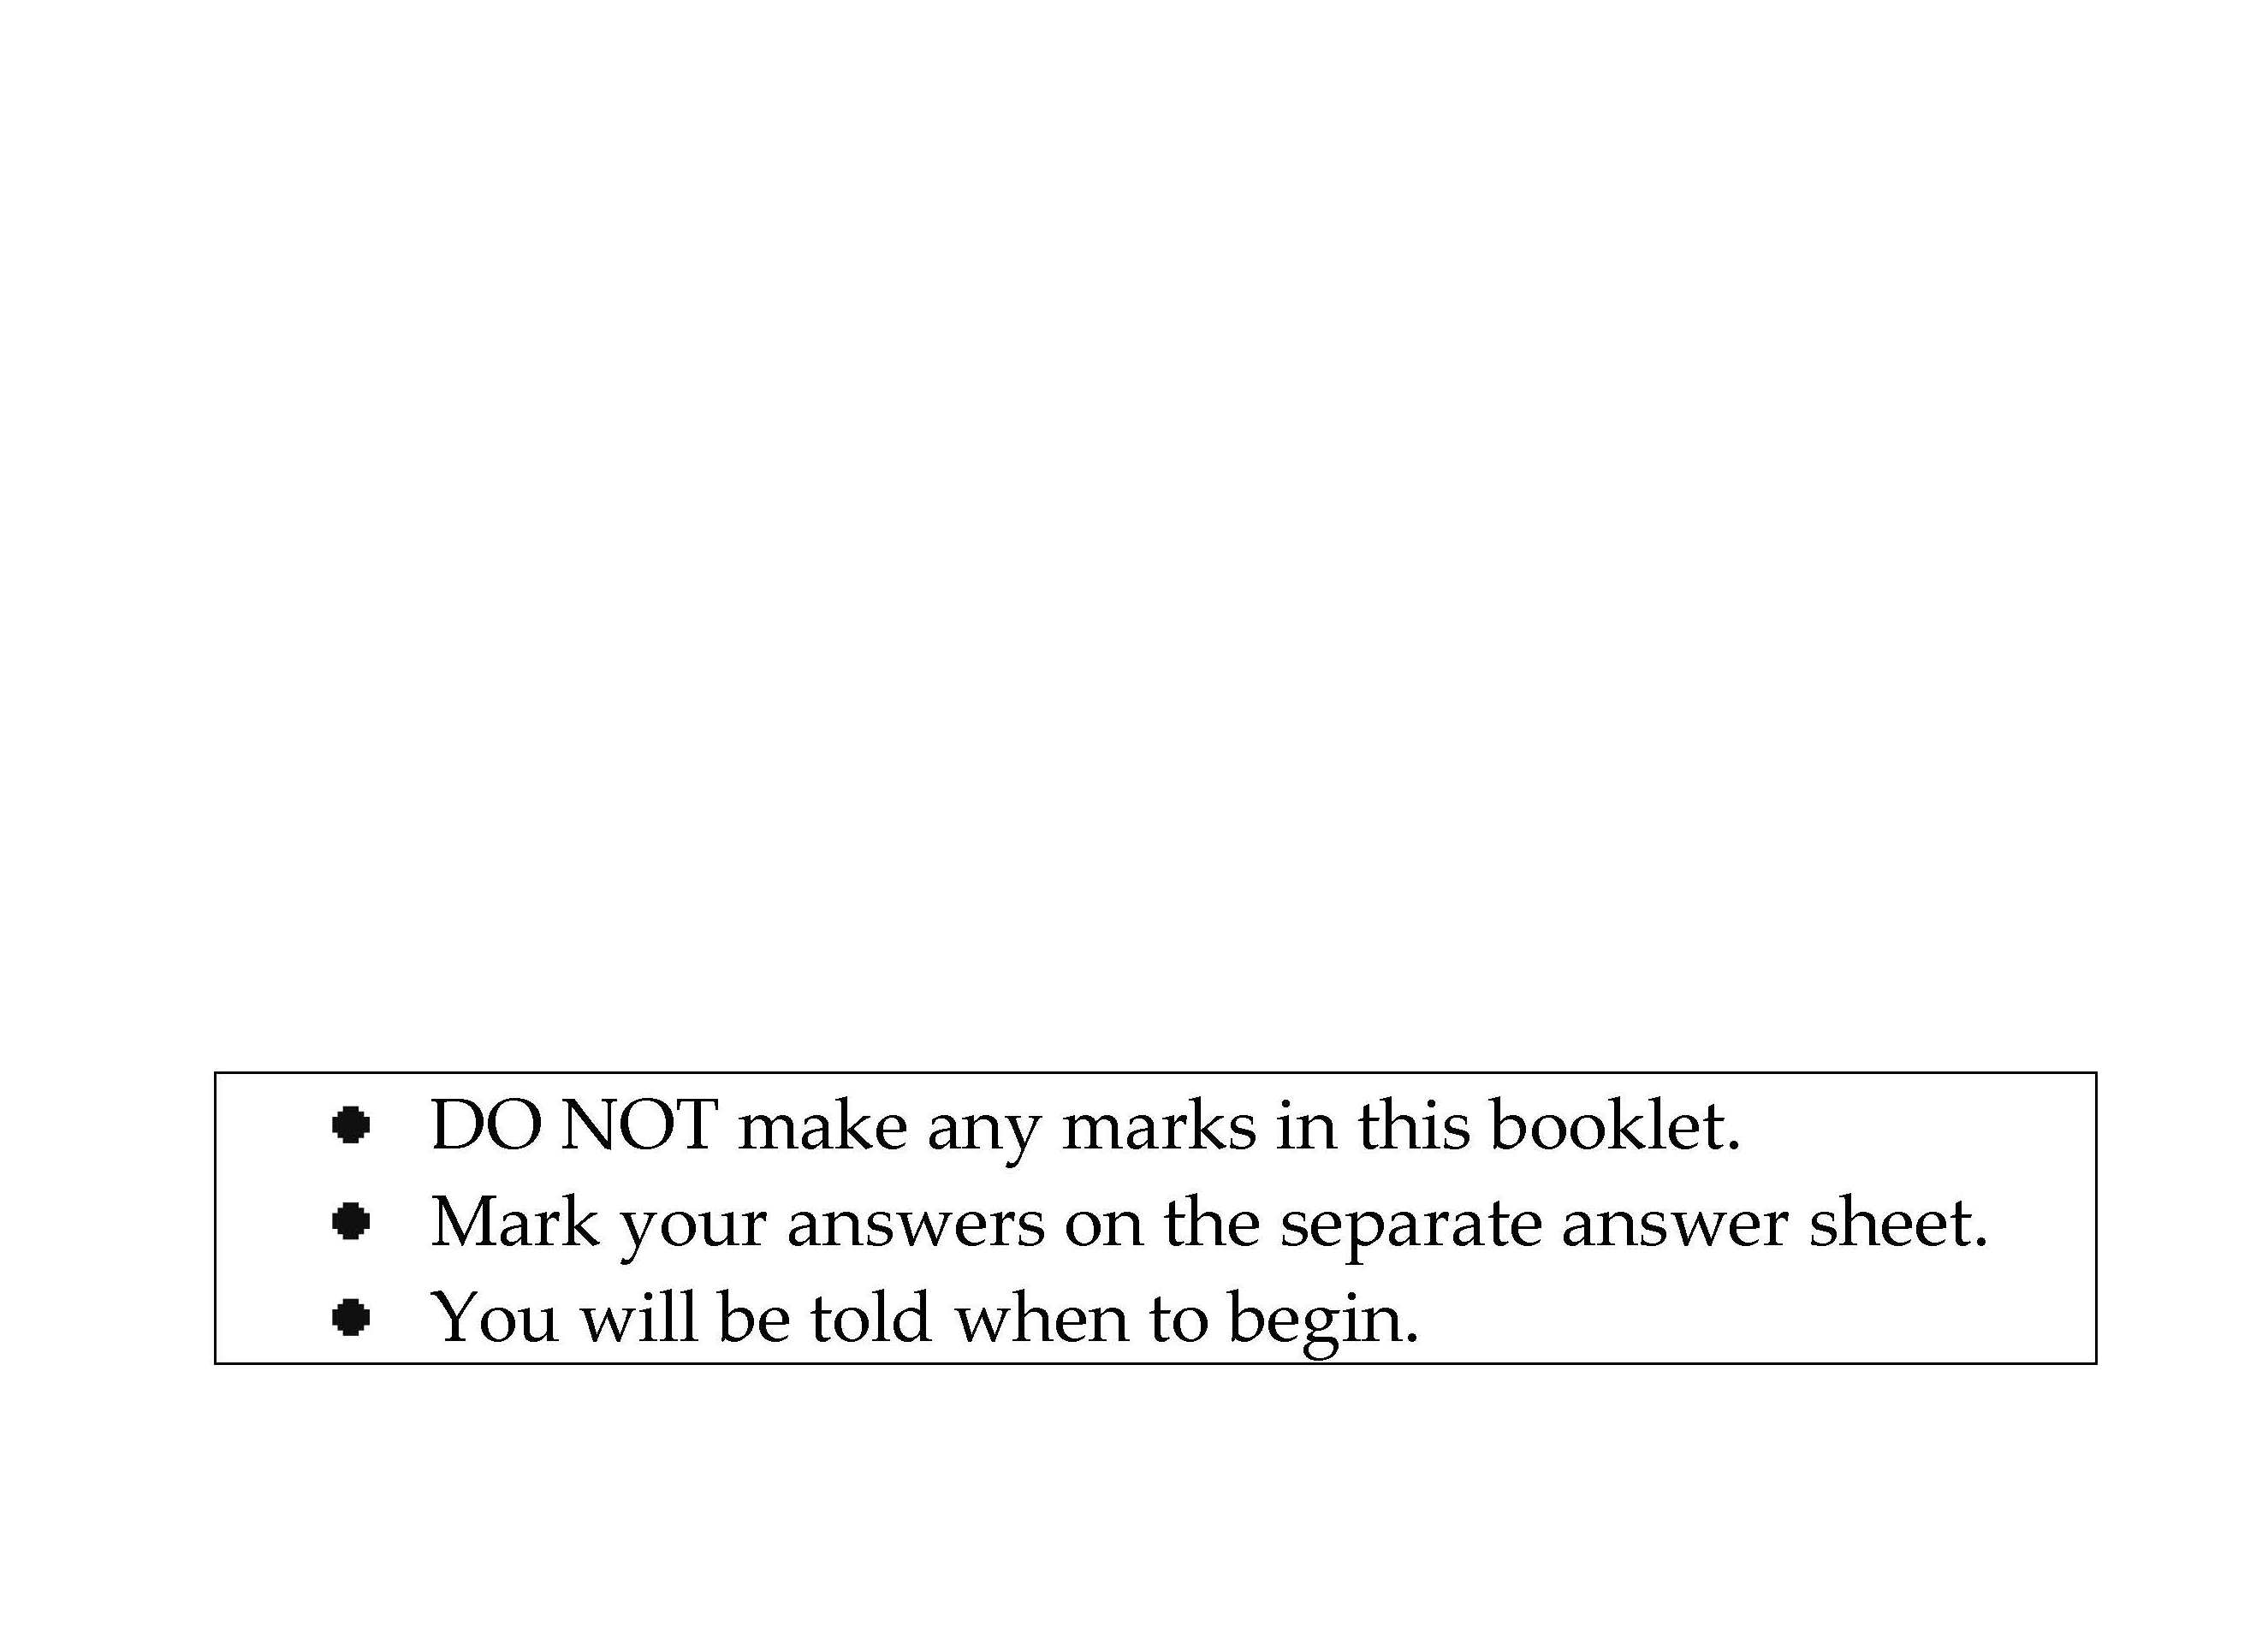 ● DO NOT make any marks in this booklet.
● Mark your answers on the separate answer sheet.
● You will be told when to begin.